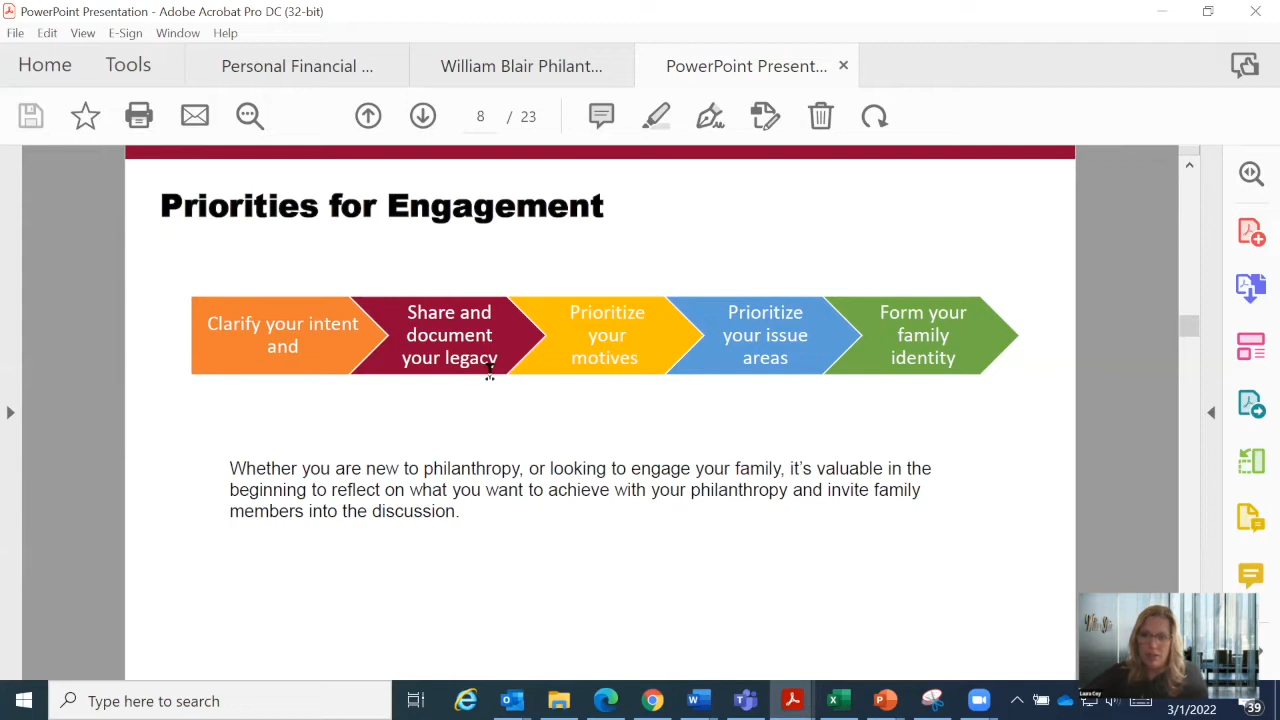 PowerPoint Presentation - Adobe Acrobat Pro DC (32-bit)
File Edit View E-Sign Window Help
Home Tools Personal Financial ... William Blair Philant... PowerPoint Present...
8 / 23
Priorities for Engagement
Clarify your intent
and
Share and
document
your legacy
Prioritize
your
motives
Prioritize
your issue
areas
Form your
family
identity
Whether you are new to philanthropy, or looking to engage your family, it’s valuable in the
beginning to reflect on what you want to achieve with your philanthropy and invite family
members into the discussion.
Laura Coy
Type here to search
3/1/2022
39